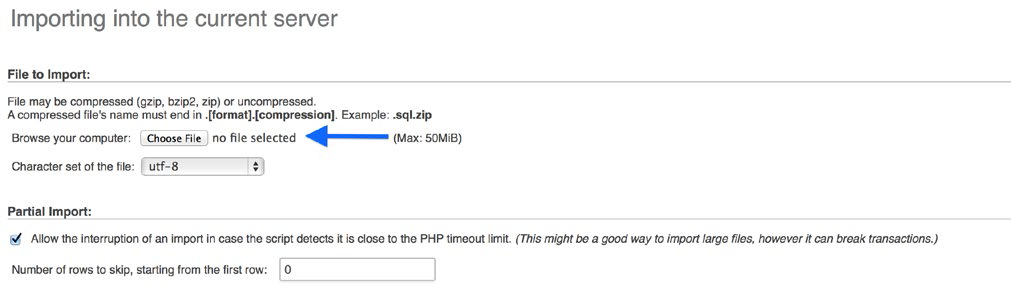 Importing into the current server
File to Import:
File may be compressed (gzip, bzip2, zip) or uncompressed.
A compressed file's name must end in .[format].[compression]. Example: .sql.zip
Browse your computer: Choose File no file selected (Max: 50MiB)
Character set of the file: utf-8
Partial Import:
Allow the interruption of an import in case the script detects it is close to the PHP timeout limit. (This might be a good way to import large files, however it can break transactions.)
Number of rows to skip, starting from the first row: 0